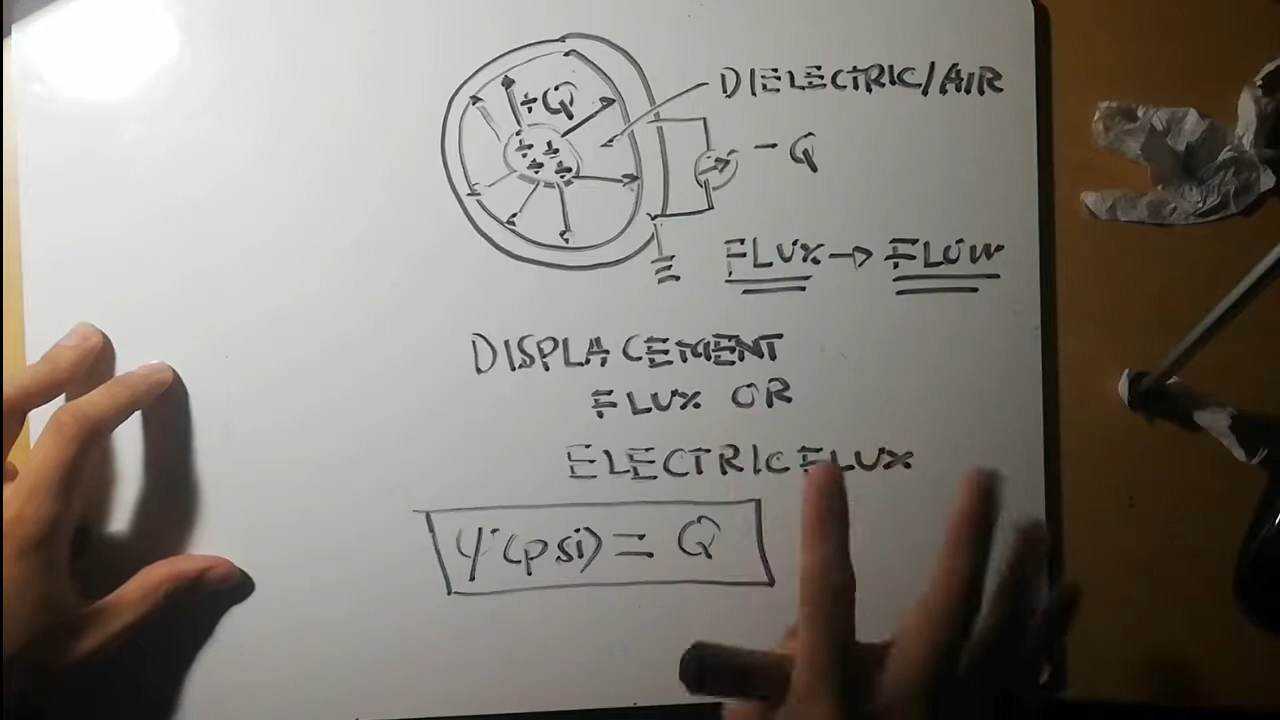 +Q
+ +
+ +
DIELECTRIC/AIR
- Q
FLUX → FLOW
DISPLACEMENT
FLUX OR
ELECTRIC FLUX
Ψ (psi) = Q